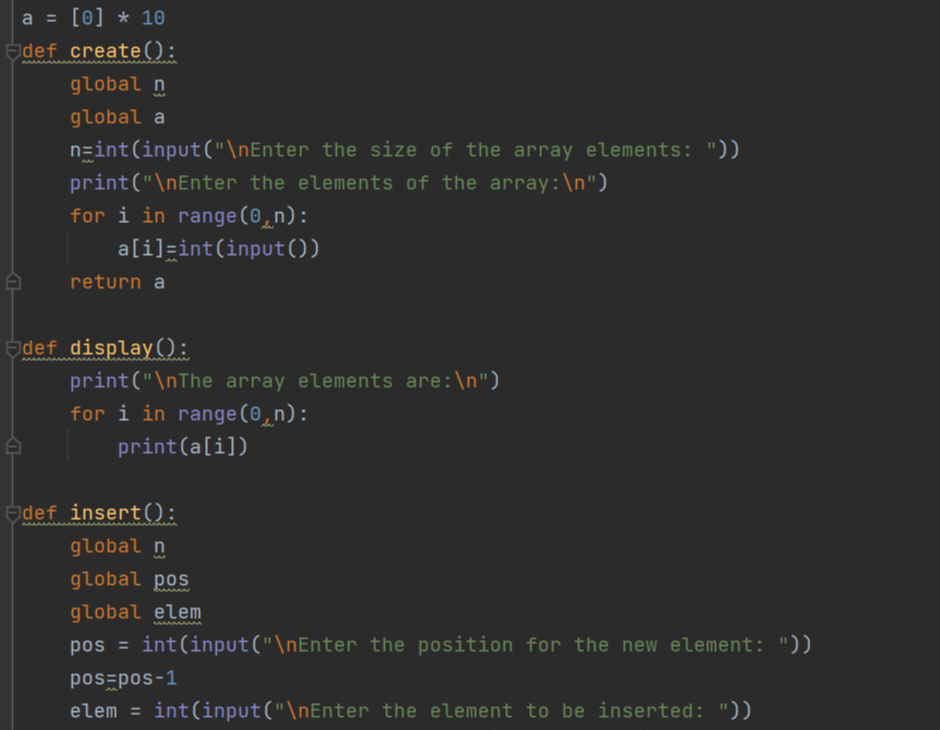 a = [0] * 10
def create():
    global n
    global a
    n=int(input("\nEnter the size of the array elements: "))
    print("\nEnter the elements of the array:\n")
    for i in range(0,n):
        a[i]=int(input())
    return a

def display():
    print("\nThe array elements are:\n")
    for i in range(0,n):
        print(a[i])

def insert():
    global n
    global pos
    global elem
    pos = int(input("\nEnter the position for the new element: "))
    pos=pos-1
    elem = int(input("\nEnter the element to be inserted: "))